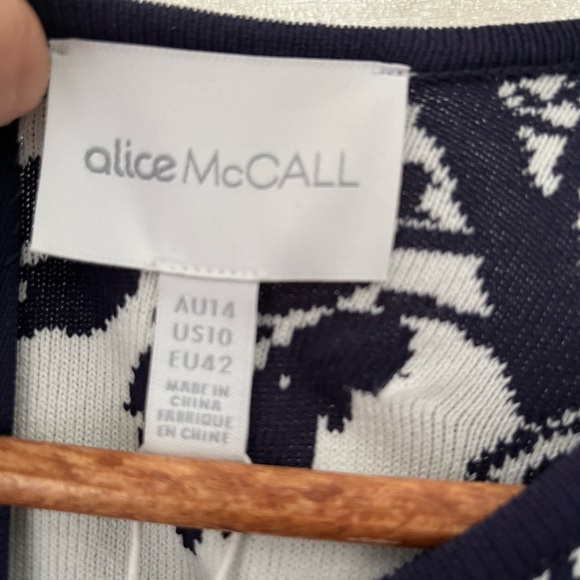 alice McCALL
AU14
US10
EU42
MADE IN
CHINA
FABRIQUE
EN CHINE